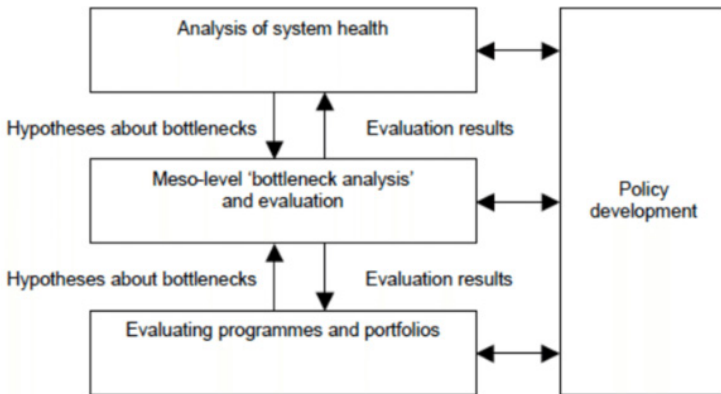 Analysis of system health
Hypotheses about bottlenecks
Evaluation results
Meso-level ‘bottleneck analysis’
and evaluation
Policy
development
Hypotheses about bottlenecks
Evaluation results
Evaluating programmes and portfolios